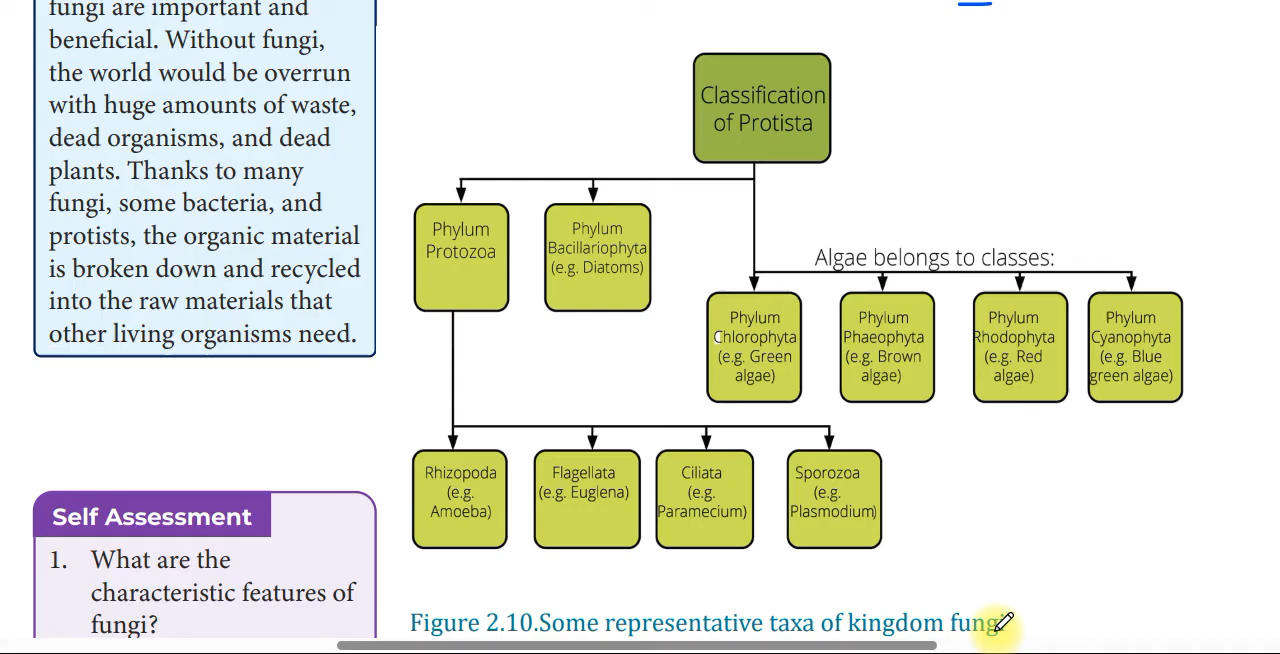 fungi are important and
beneficial. Without fungi,
the world would be overrun
with huge amounts of waste,
dead organisms, and dead
plants. Thanks to many
fungi, some bacteria, and
protists, the organic material
is broken down and recycled
into the raw materials that
other living organisms need.
Self Assessment
1. What are the
characteristic features of
fungi?
Classification
of Protista
Phylum
Protozoa
Phylum
Bacillariophyta
(e.g. Diatoms)
Algae belongs to classes:
Phylum
Chlorophyta
(e.g. Green
algae)
Phylum
Phaeophyta
(e.g. Brown
algae)
Phylum
Rhodophyta
(e.g. Red
algae)
Phylum
Cyanophyta
(e.g. Blue
green algae)
Rhizopoda
(e.g.
Amoeba)
Flagellata
(e.g. Euglena)
Ciliata
(e.g.
Paramecium)
Sporozoa
(e.g.
Plasmodium)
Figure 2.10.Some representative taxa of kingdom fungi